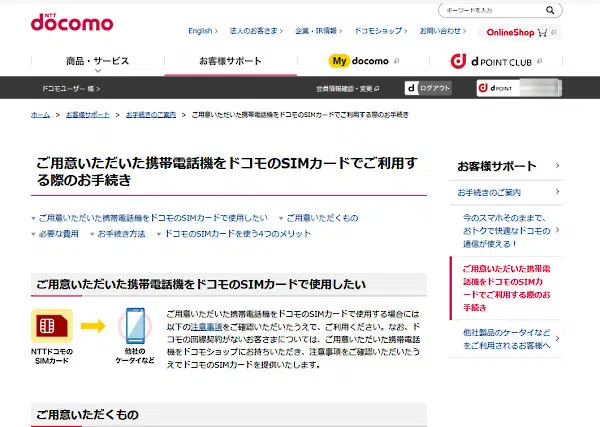 NTT
docomo
キーワードを入力
English
法人のお客さま
企業・IR情報
ドコモショップ
お問い合わせ
OnlineShop
商品・サービス
お客様サポート
My docomo
d POINT CLUB
ドコモユーザー 様 >
会員情報確認・変更
d ログアウト
d POINT
ホーム > お客様サポート > お手続きのご案内 > ご用意いただいた携帯電話機をドコモのSIMカードでご利用する際のお手続き
ご用意いただいた携帯電話機をドコモのSIMカードでご利用す
る際のお手続き
ご用意いただいた携帯電話機をドコモのSIMカードで使用したい
ご用意いただくもの
必要な費用
お手続き方法
ドコモのSIMカードを使う4つのメリット
ご用意いただいた携帯電話機をドコモのSIMカードで使用したい
NTTドコモの
SIMカード
他社の
ケータイなど
ご用意いただいた携帯電話機をドコモのSIMカードで使用する場合には
以下の注意事項をご確認いただいたうえで、ご利用ください。なお、ド
コモの回線契約がないお客さまについては、ご用意いただいた携帯電話
機をドコモショップにお持ちいただき、注意事項をご確認いただいたう
えでドコモのSIMカードを提供いたします。
ご用意いただくもの
お客様サポート
お手続きのご案内
今のスマホそのままで、
おトクで快適なドコモの
通信が使える！
ご用意いただいた携帯電
話機をドコモのSIMカ
ードでご利用する際のお
手続き
他社製品のケータイなど
をご利用されるお客様へ